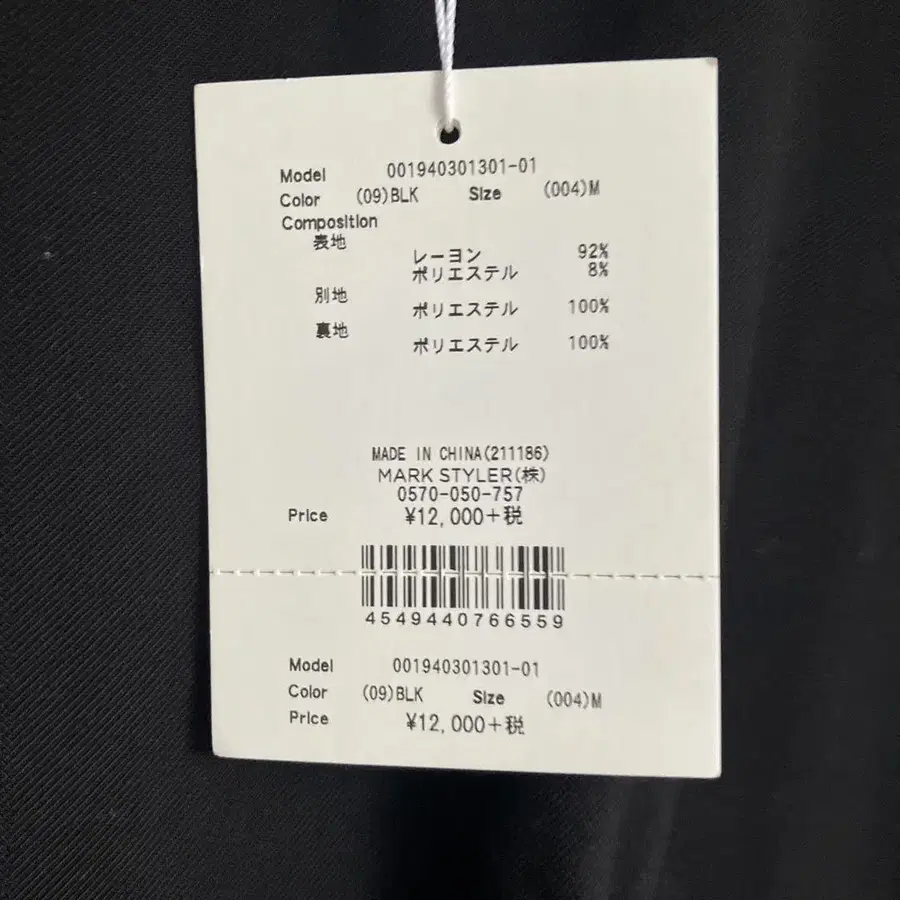 Model 001940301301-01
Color (09)BLK Size (004)M
Composition
表地
レーヨン 92%
ポリエステル 8%
別地
ポリエステル 100%
裏地
ポリエステル 100%
MADE IN CHINA(211186)
MARK STYLER(株)
0570-050-757
Price ¥12,000+税
4549440766559
Model 001940301301-01
Color (09)BLK Size (004)M
Price ¥12,000+税